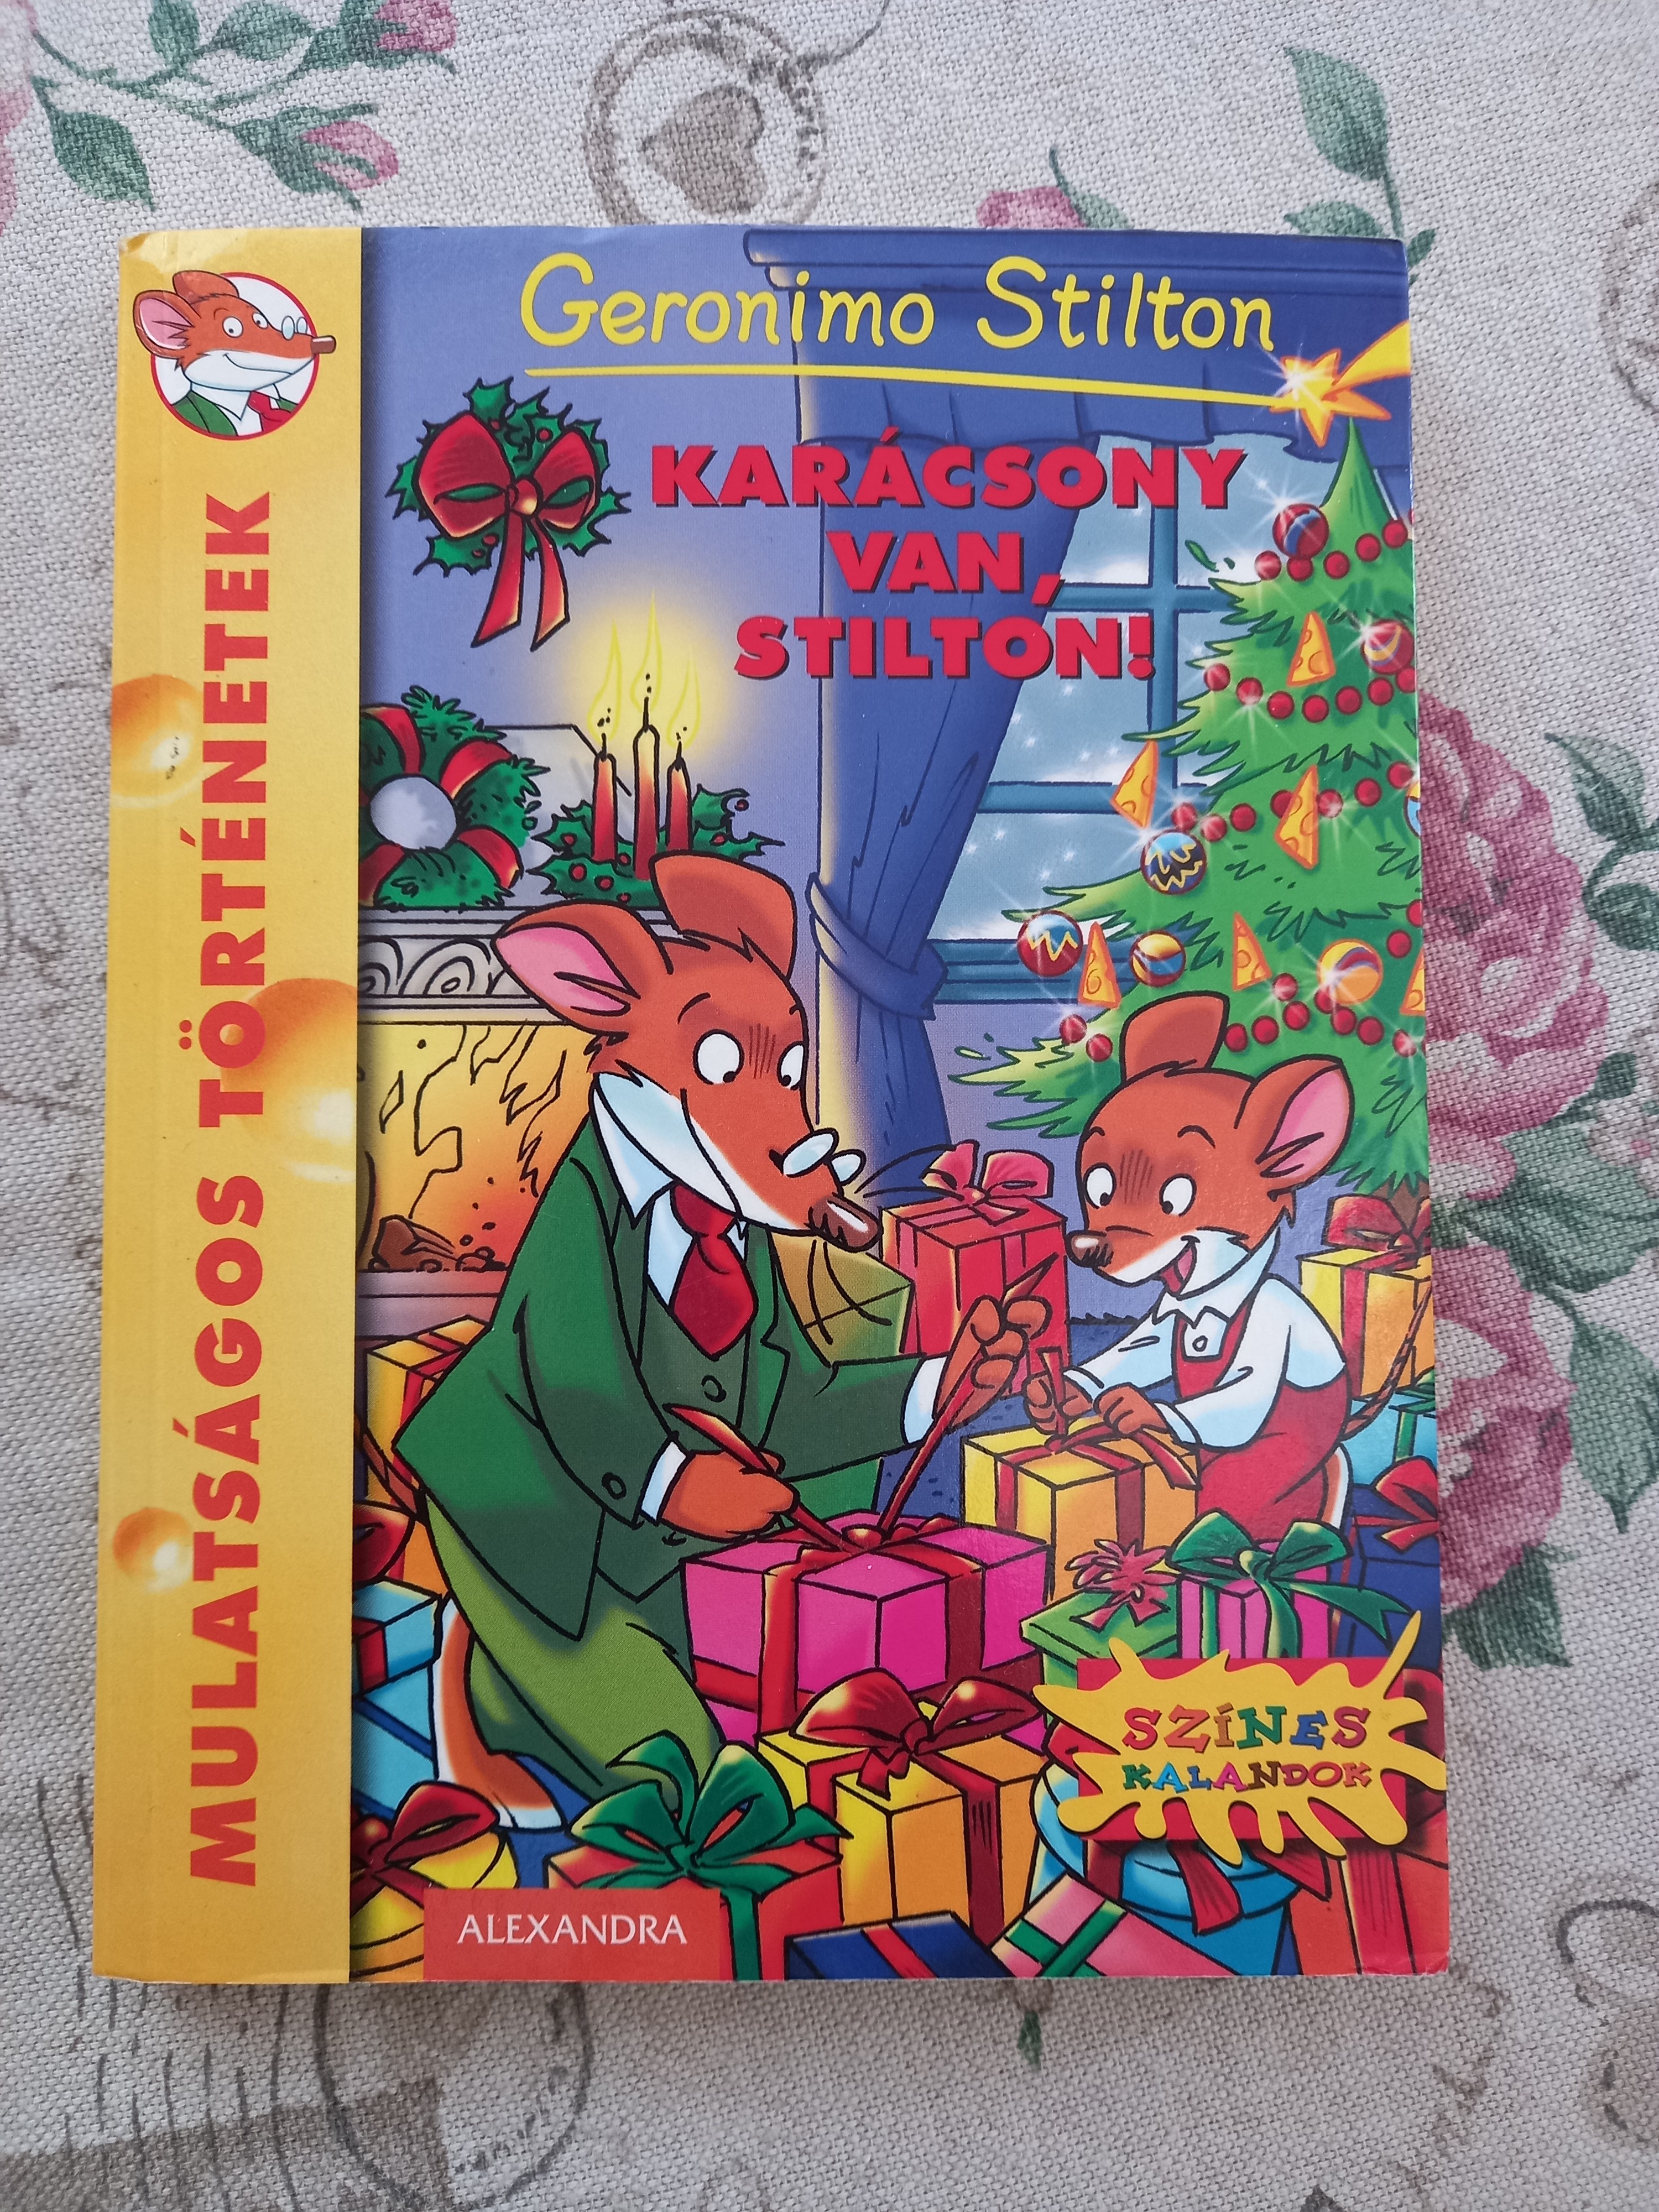 Geronimo Stilton
KARÁCSONY
VAN,
STILTON!
MULATSÁGOS TÖRTÉNETEK
SZÍNES
KALANDOK
ALEXANDRA